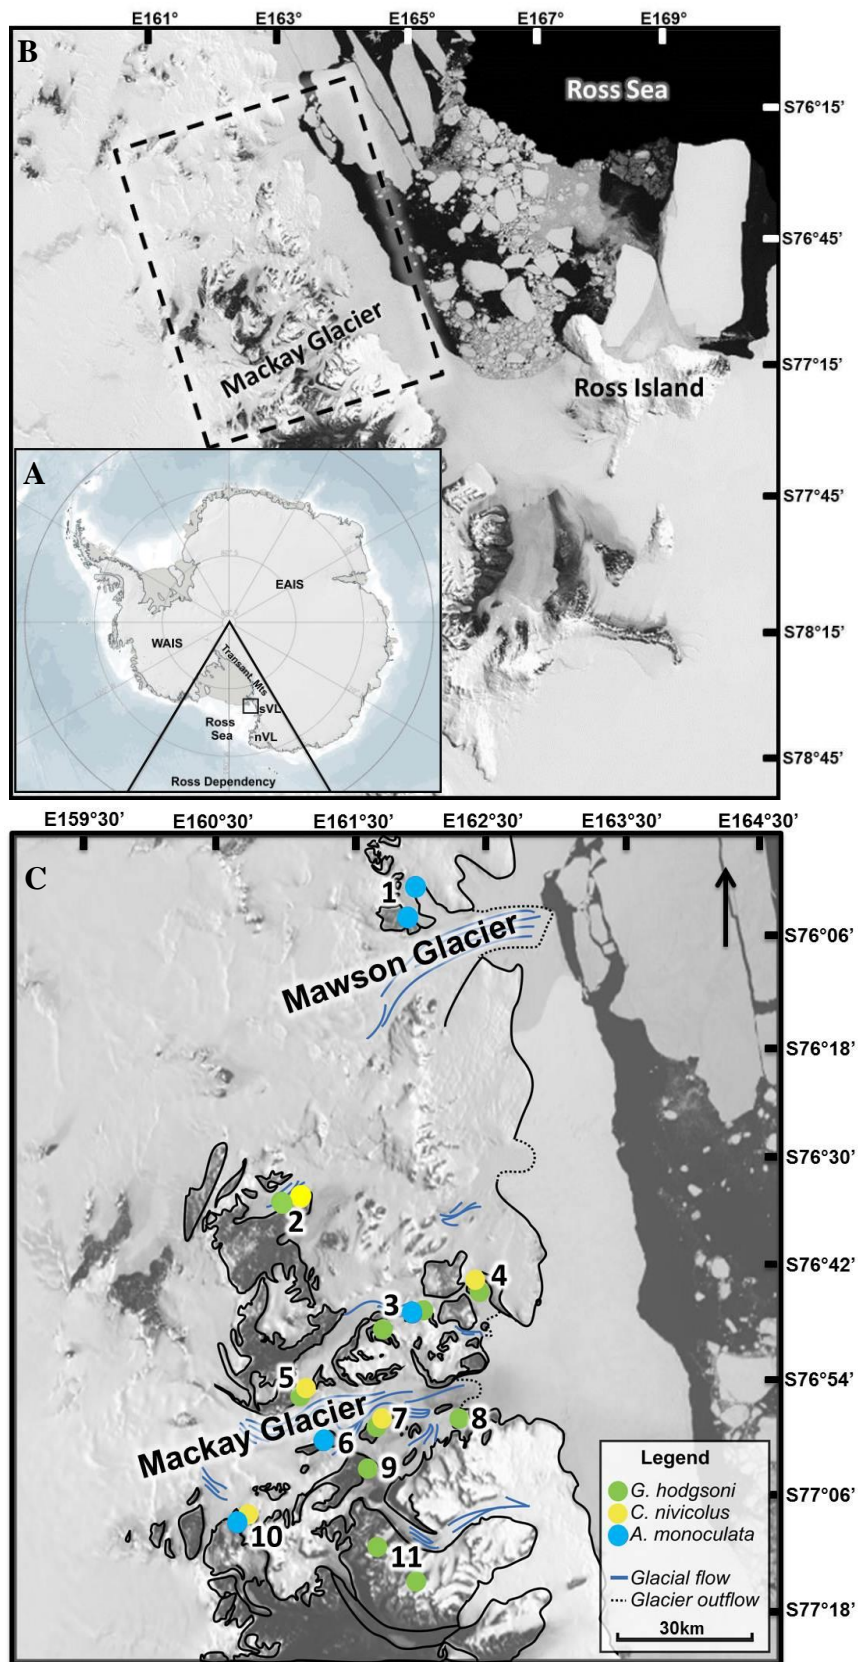 E161° E163° E165° E167° E169°
B
Ross Sea
S76°15'
S76°45'
Mackay Glacier
S77°15'
Ross Island
A
S77°45'
EAIS
WAIS
S78°15'
Transant. Mts
sVL
Ross
Sea
nVL
S78°45'
Ross Dependency
E159°30’ E160°30’ E161°30’ E162°30’ E163°30’ E164°30’
C
1
S76°06’
Mawson Glacier
S76°18’
S76°30’
2
S76°42’
4
3
S76°54’
5
7
8
Mackay Glacier
6
9
Legend
G. hodgsoni
S77°06’
C. nivicolus
10
A. monoculata
11
Glacial flow
Glacier outflow
S77°18’
30km